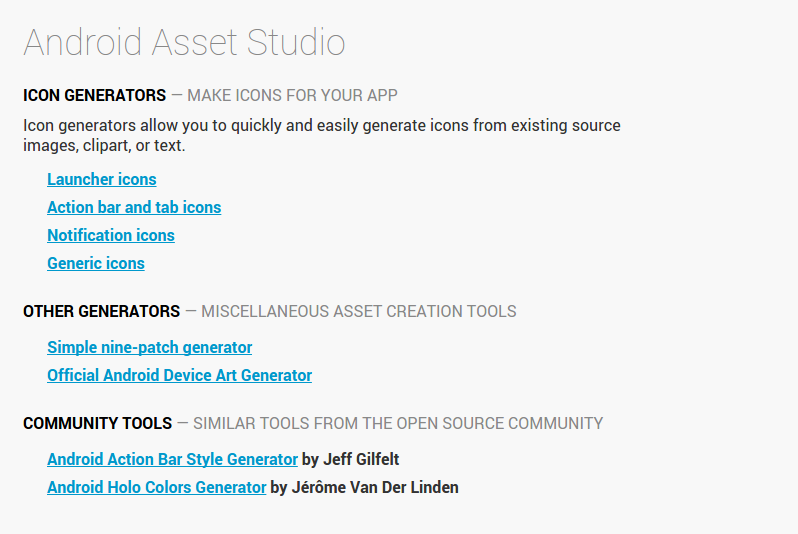 Android Asset Studio
ICON GENERATORS — MAKE ICONS FOR YOUR APP
Icon generators allow you to quickly and easily generate icons from existing source
images, clipart, or text.
Launcher icons
Action bar and tab icons
Notification icons
Generic icons
OTHER GENERATORS — MISCELLANEOUS ASSET CREATION TOOLS
Simple nine-patch generator
Official Android Device Art Generator
COMMUNITY TOOLS — SIMILAR TOOLS FROM THE OPEN SOURCE COMMUNITY
Android Action Bar Style Generator by Jeff Gilfelt
Android Holo Colors Generator by Jérôme Van Der Linden